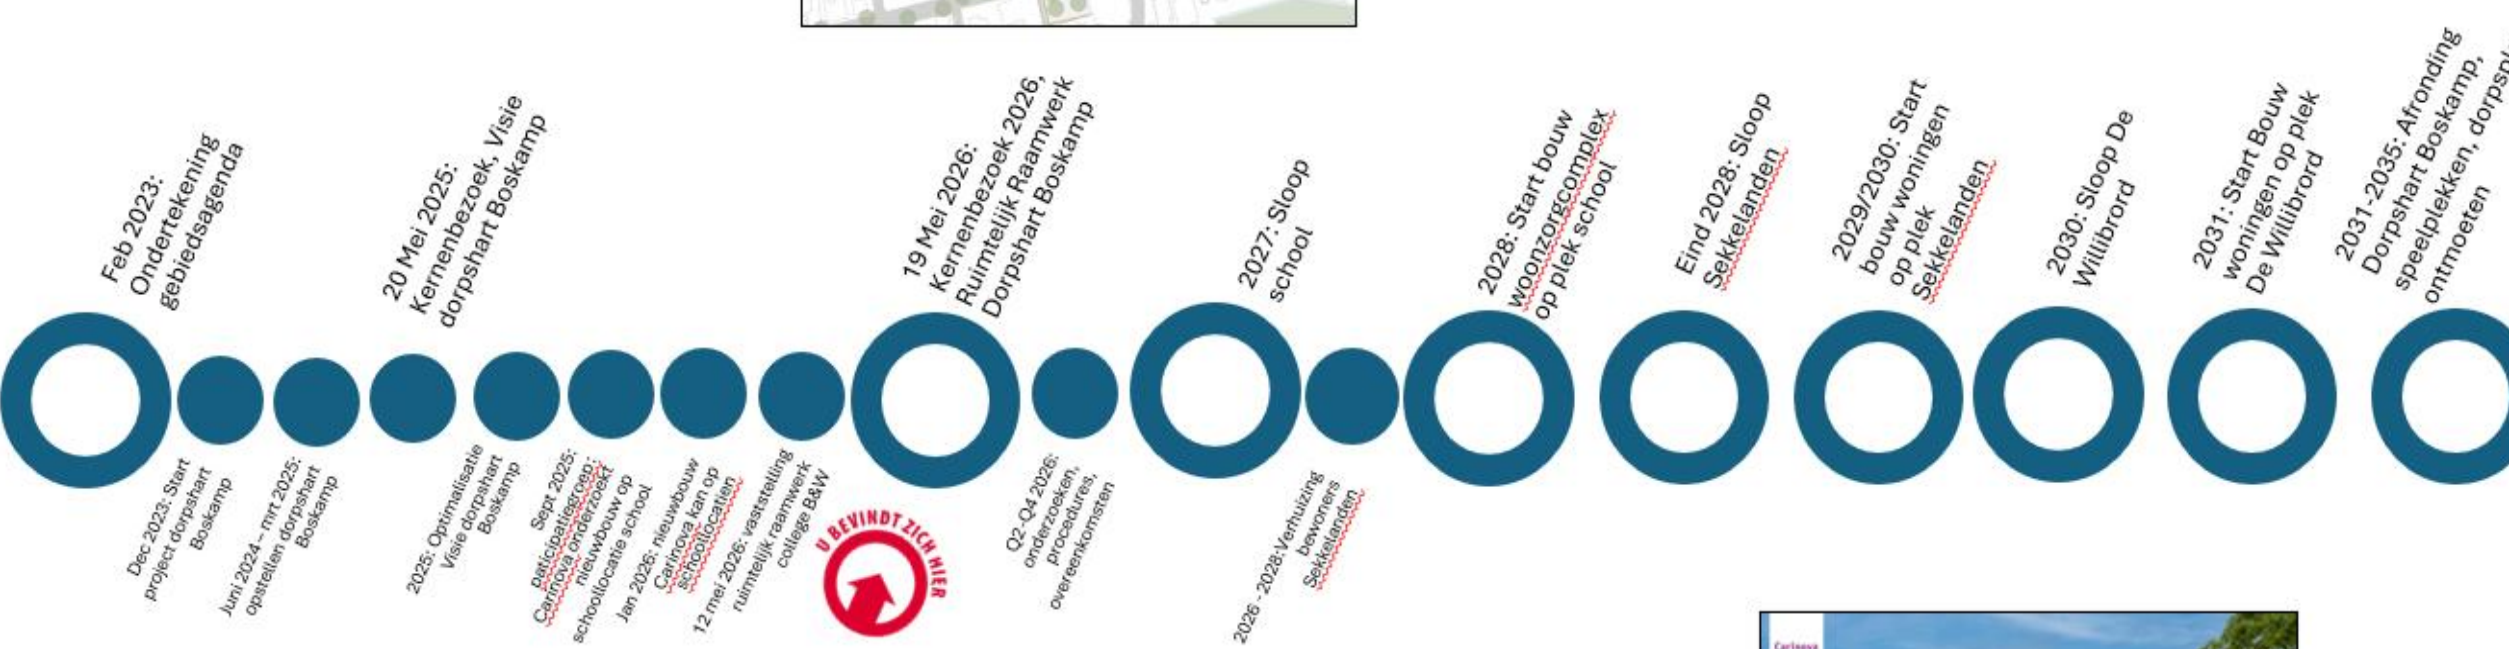 Feb 2023:
Ondertekening
gebiedsagenda
Dec 2023: Start
project dorpshart
Boskamp
Juni 2024 – mrt 2025:
opstellen dorpshart
Boskamp
20 Mei 2025:
Kernenbezoek, Visie
dorpshart Boskamp
2025: Optimalisatie
Visie dorpshart
Boskamp
Sept 2025:
paticipatiegroep:
Carinova onderzoekt
nieuwbouw op
schoollocatie school
Jan 2026: nieuwbouw
Carinova kan op
schoollocatien
12 mei 2026: vaststelling
ruimtelijk raamwerk
college B&W
U BEVINDT ZICH HIER
19 Mei 2026:
Kernenbezoek 2026,
Ruimtelijk Raamwerk
Dorpshart Boskamp
Q2-Q4 2026:
onderzoeken,
procedures,
overeenkomsten
2027: Sloop
school
2026 - 2028:Verhuizing
bewoners
Sekkelanden
2028: Start bouw
woonzorgcomplex
op plek school
Eind 2028: Sloop
Sekkelanden
2029/2030: Start
bouw woningen
op plek
Sekkelanden
2030: Sloop De
Willibrord
2031: Start Bouw
woningen op plek
De Willibrord
2031-2035: Afronding
Dorpshart Boskamp,
speelplekken,
ontmoeten
Carinova